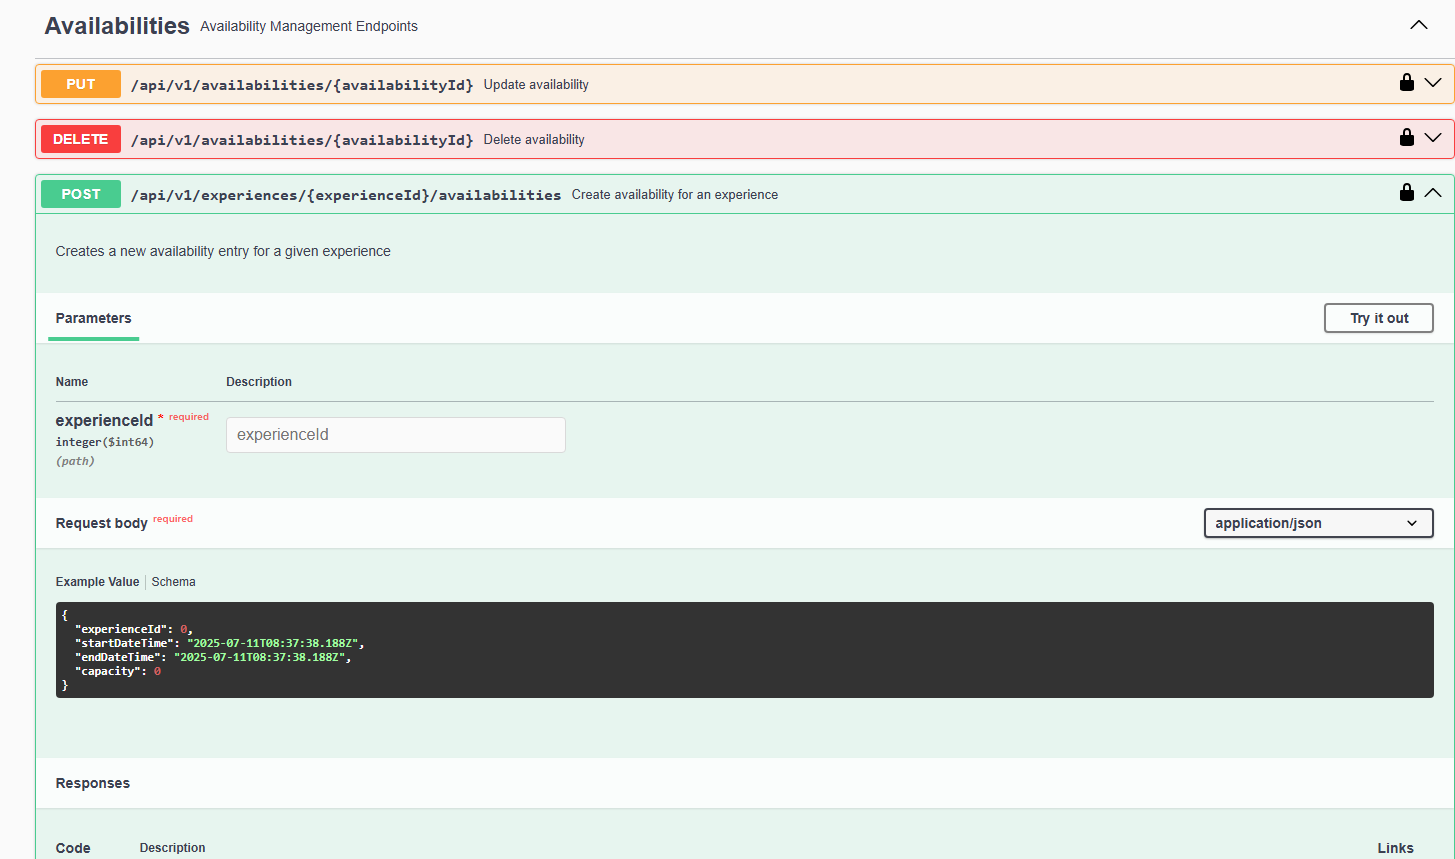 Availabilities Availability Management Endpoints
PUT /api/v1/availabilities/{availabilityId} Update availability
DELETE /api/v1/availabilities/{availabilityId} Delete availability
POST /api/v1/experiences/{experienceId}/availabilities Create availability for an experience
Creates a new availability entry for a given experience
Parameters Try it out
Name Description
experienceId * required
integer($int64)
(path)
experienceId
Request body required application/json
Example Value Schema
{
"experienceId": 0,
"startDateTime": "2025-07-11T08:37:38.188Z",
"endDateTime": "2025-07-11T08:37:38.188Z",
"capacity": 0
}
Responses
Code Description Links